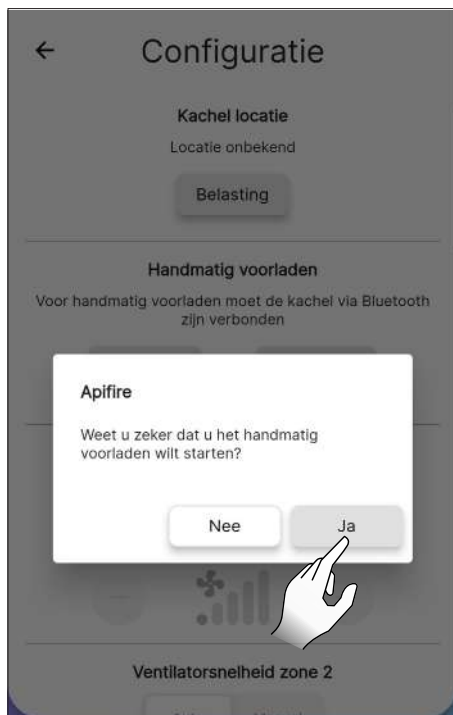 Configuratie
Kachel locatie
Locatie onbekend
Belasting
Handmatig voorladen
Voor handmatig voorladen moet de kachel via Bluetooth
zijn verbonden
Apifire
Weet u zeker dat u het handmatig
voorladen wilt starten?
Nee
Ja
Ventilatorsnelheid zone 2